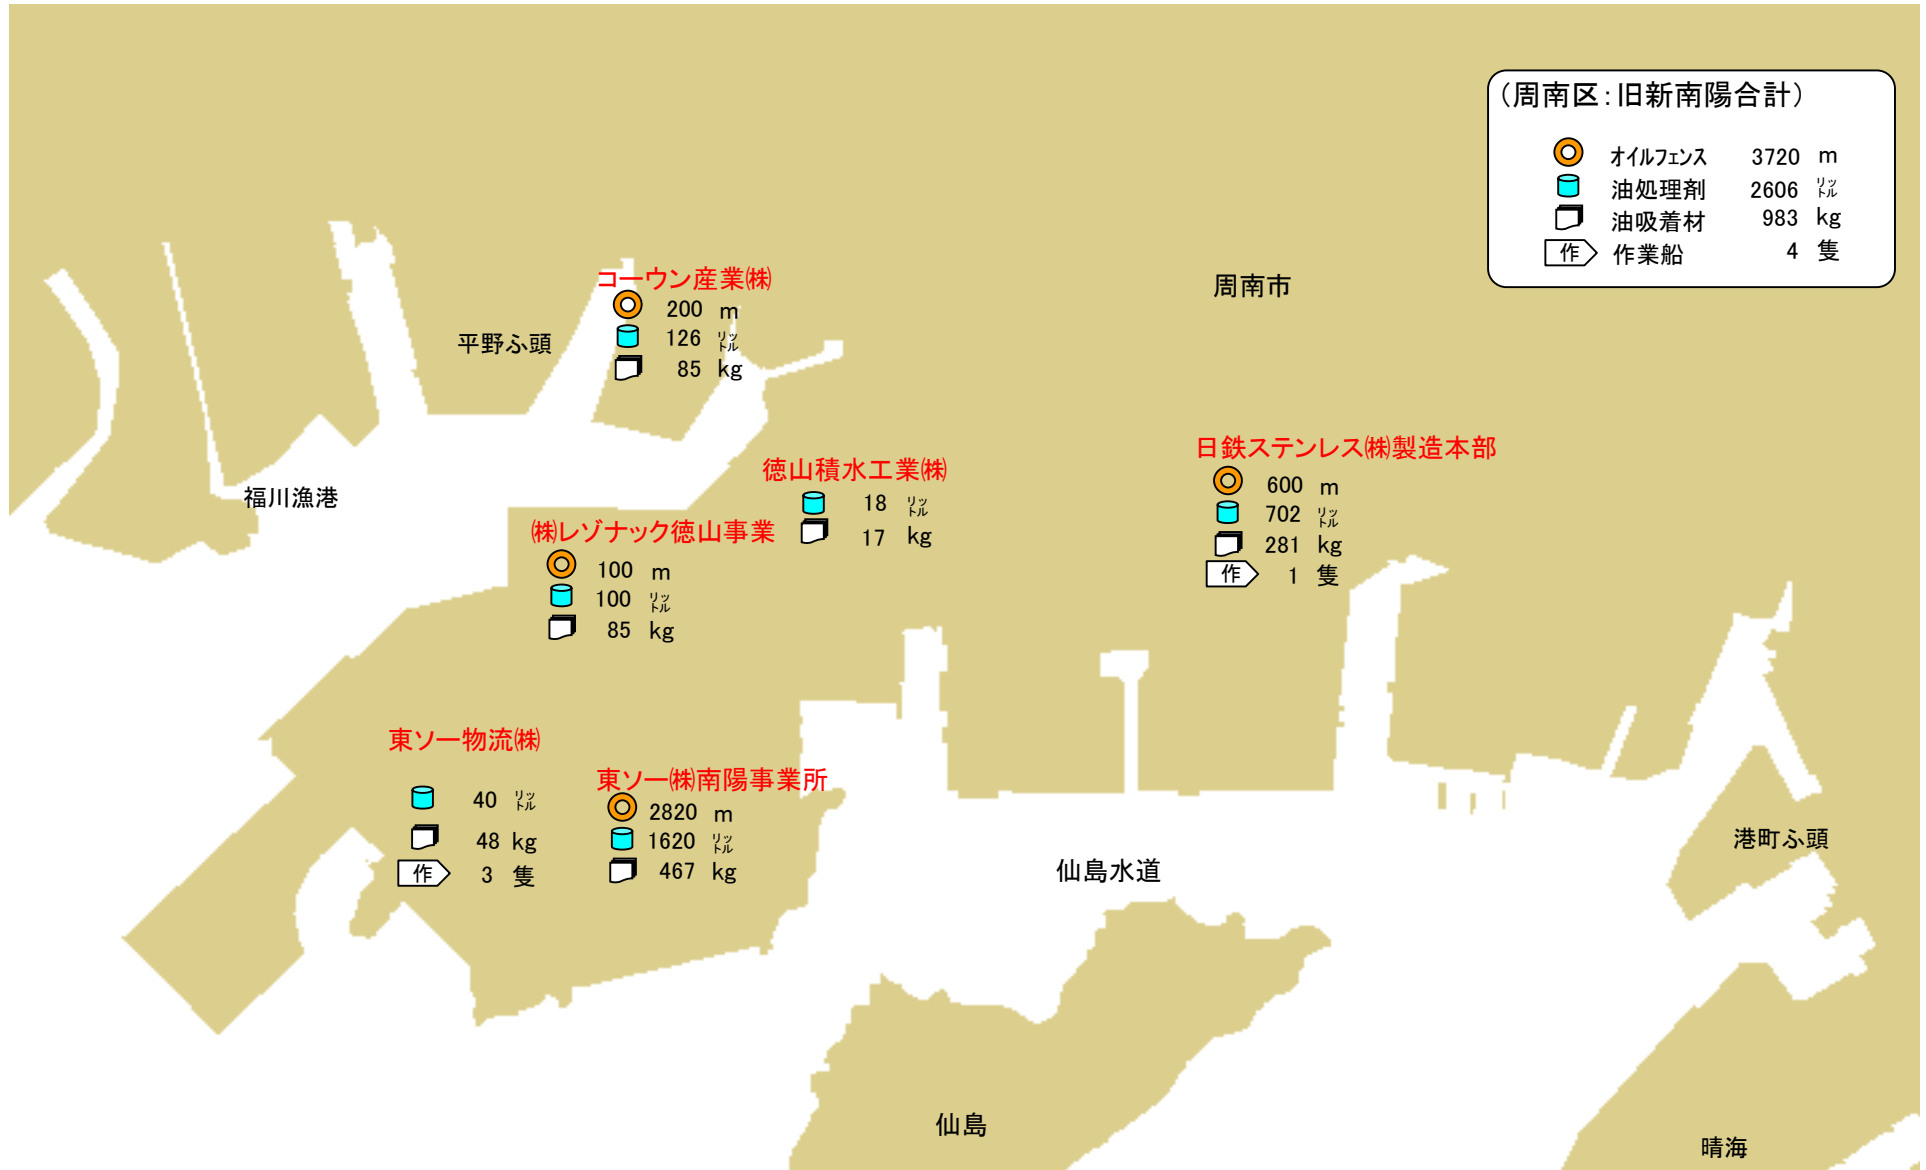 （周南区：旧新南陽合計）
オイルフェンス 3720 m
油処理剤 2606 リットル
油吸着材 983 kg
作 作業船 4 隻
周南市
コーウン産業㈱
200 m
126 リットル
85 kg
平野ふ頭
福川漁港
徳山積水工業㈱
18 リットル
17 kg
日鉄ステンレス㈱製造本部
600 m
702 リットル
281 kg
作 1 隻
㈱レゾナック徳山事業
100 m
100 リットル
85 kg
東ソー物流㈱
40 リットル
48 kg
作 3 隻
東ソー㈱南陽事業所
2820 m
1620 リットル
467 kg
仙島水道
港町ふ頭
仙島
晴海